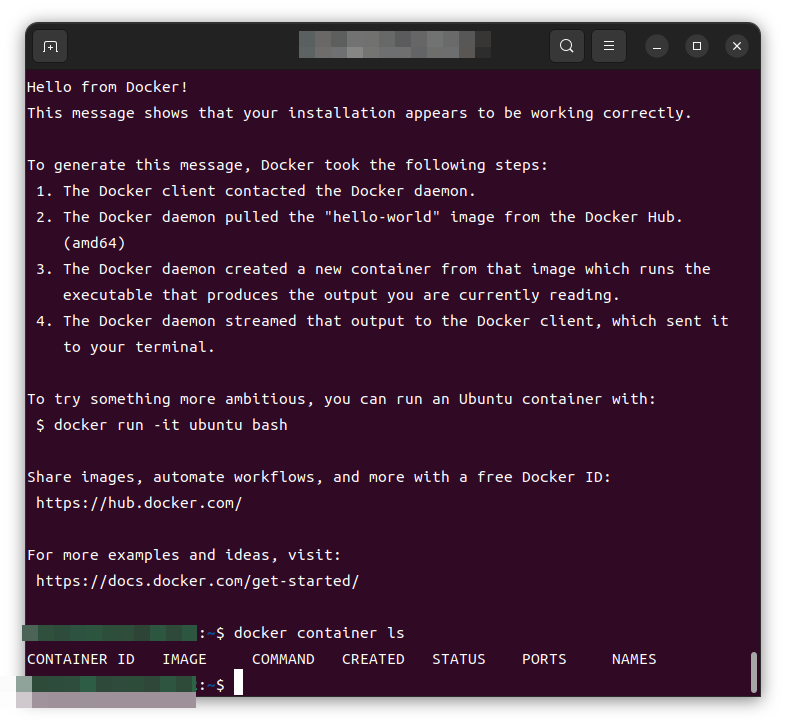 Hello from Docker!
This message shows that your installation appears to be working correctly.
To generate this message, Docker took the following steps:
1. The Docker client contacted the Docker daemon.
2. The Docker daemon pulled the "hello-world" image from the Docker Hub.
(amd64)
3. The Docker daemon created a new container from that image which runs the
executable that produces the output you are currently reading.
4. The Docker daemon streamed that output to the Docker client, which sent it
to your terminal.
To try something more ambitious, you can run an Ubuntu container with:
$ docker run -it ubuntu bash
Share images, automate workflows, and more with a free Docker ID:
https://hub.docker.com/
For more examples and ideas, visit:
https://docs.docker.com/get-started/
:~$ docker container ls
CONTAINER ID IMAGE COMMAND CREATED STATUS PORTS NAMES
:~$